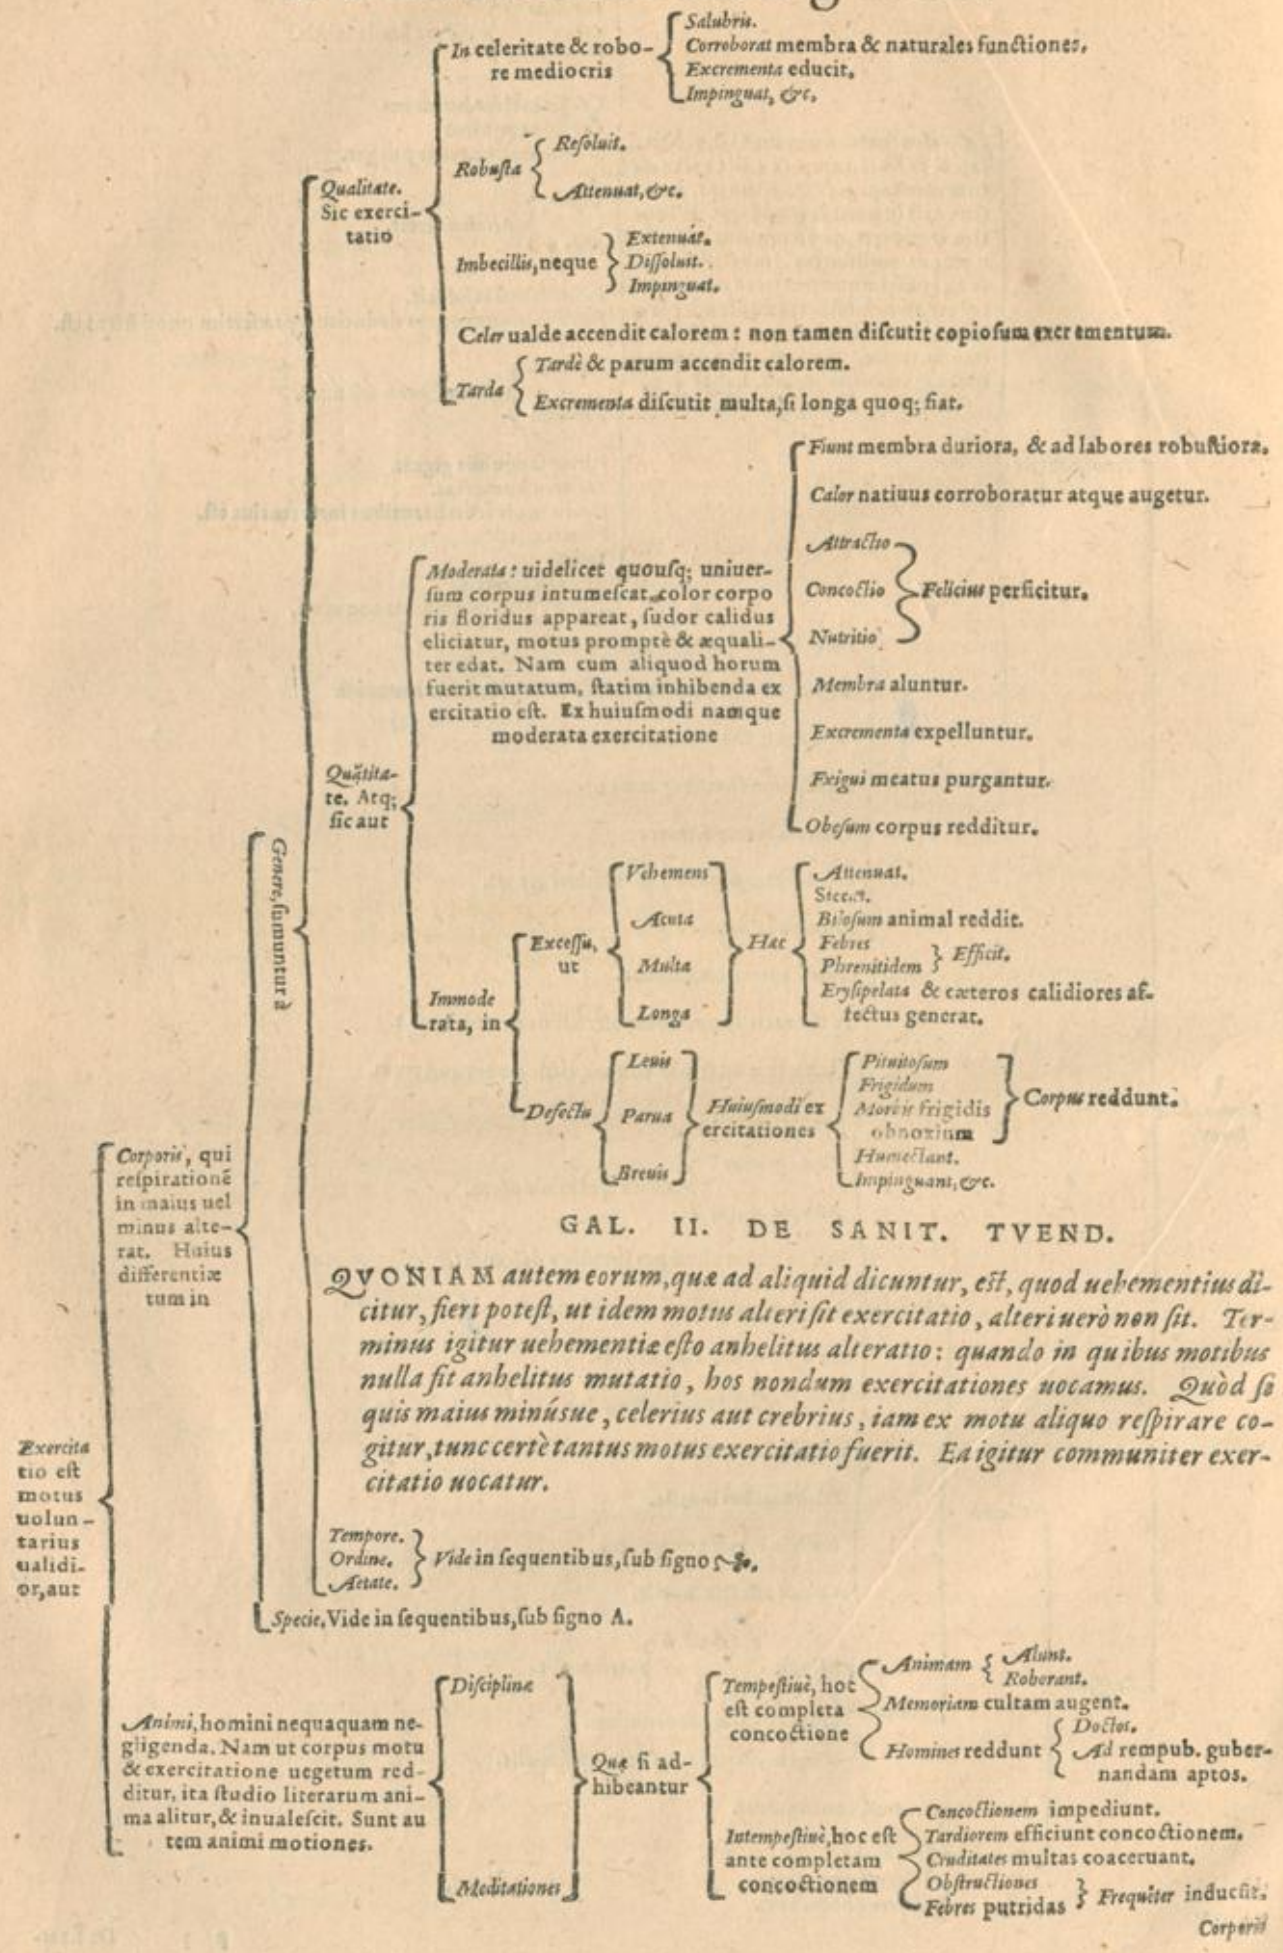 In celeritate & robo-
re mediocris
Salubris.
Corroborat membra & naturales functiones.
Excrementa educit.
Impinguat, &c.
Qualitate.
Sic exerci-
tatio
Robusta
Resoluit.
Attenuat, &c.
Imbecillis, neque
Extenuat.
Dissoluit.
Impinguat.
Celer ualde accendit calorem: non tamen discutit copiosum excrementum.
Tarda
Tardè & parum accendit calorem.
Excrementa discutit multa, si longa quoq; fiat.
Quãtita-
te. Atq;
sic aut
Moderata: uidelicet quousq; uniuer-
sum corpus intumescat, color corpo
ris floridus appareat, sudor calidus
eliciatur, motus promptè & æquali-
ter edat. Nam cum aliquod horum
fuerit mutatum, statim inhibenda ex
ercitatio est. Ex huiusmodi namque
moderata exercitatione
Fiunt membra duriora, & ad labores robustiora.
Calor natiuus corroboratur atque augetur.
Attractio
Concoctio
Nutritio
Felicius perficitur.
Membra aluntur.
Excrementa expelluntur.
Exigui meatus purgantur.
Obesum corpus redditur.
Immode
rata, in
Excessu,
ut
Vehemens
Acuta
Multa
Longa
Hæc
Attenuat.
Siccat.
Biliosum animal reddit.
Febres
Phrenitidem
Efficit.
Erysipelata & cæteros calidiores af-
fectus generat.
Defectu
Leuis
Parua
Breuis
Huiusmodi ex
ercitationes
Pituitosum
Frigidum
Morbis frigidis
obnoxium
Corpus reddunt.
Humectant.
Impinguant, &c.
Genere, sumuntur à
Corporis, qui
respirationẽ
in maius uel
minus alte-
rat. Huius
differentiæ
tum in
GAL. II. DE SANIT. TVEND.
QVONIAM autem eorum, quæ ad aliquid dicuntur, est, quod uehementius di-
citur, fieri potest, ut idem motus alteri sit exercitatio, alteri uerò non sit. Ter-
minus igitur uehementiæ esto anhelitus alteratio: quando in quibus motibus
nulla fit anhelitus mutatio, hos nondum exercitationes uocamus. Quòd si
quis maius minúsue, celerius aut crebrius, iam ex motu aliquo respirare co-
gitur, tunc certè tantus motus exercitatio fuerit. Ea igitur communiter exer-
citatio uocatur.
Exercita
tio est
motus
uolun-
tarius
ualidi-
or, aut
Tempore.
Ordine.
Aetate.
Vide in sequentibus, sub signo
Specie. Vide in sequentibus, sub signo A.
Animi, homini nequaquam ne-
gligenda. Nam ut corpus motu
& exercitatione uegetum red-
ditur, ita studio literarum ani-
ma alitur, & inualescit. Sunt au
tem animi motiones.
Disciplinæ
Meditationes
Quæ si ad-
hibeantur
Tempestiuè, hoc
est completa
concoctione
Animam
Alunt.
Roborant.
Memoriam cultam augent.
Homines reddunt
Doctos.
Ad rempub. guber-
nandam aptos.
Intempestiuè, hoc est
ante completam
concoctionem
Concoctionem impediunt.
Tardiorem efficiunt concoctionem.
Cruditates multas coaceruant.
Obstructiones
Febres putridas
Frequẽter inducũt.
Corporis